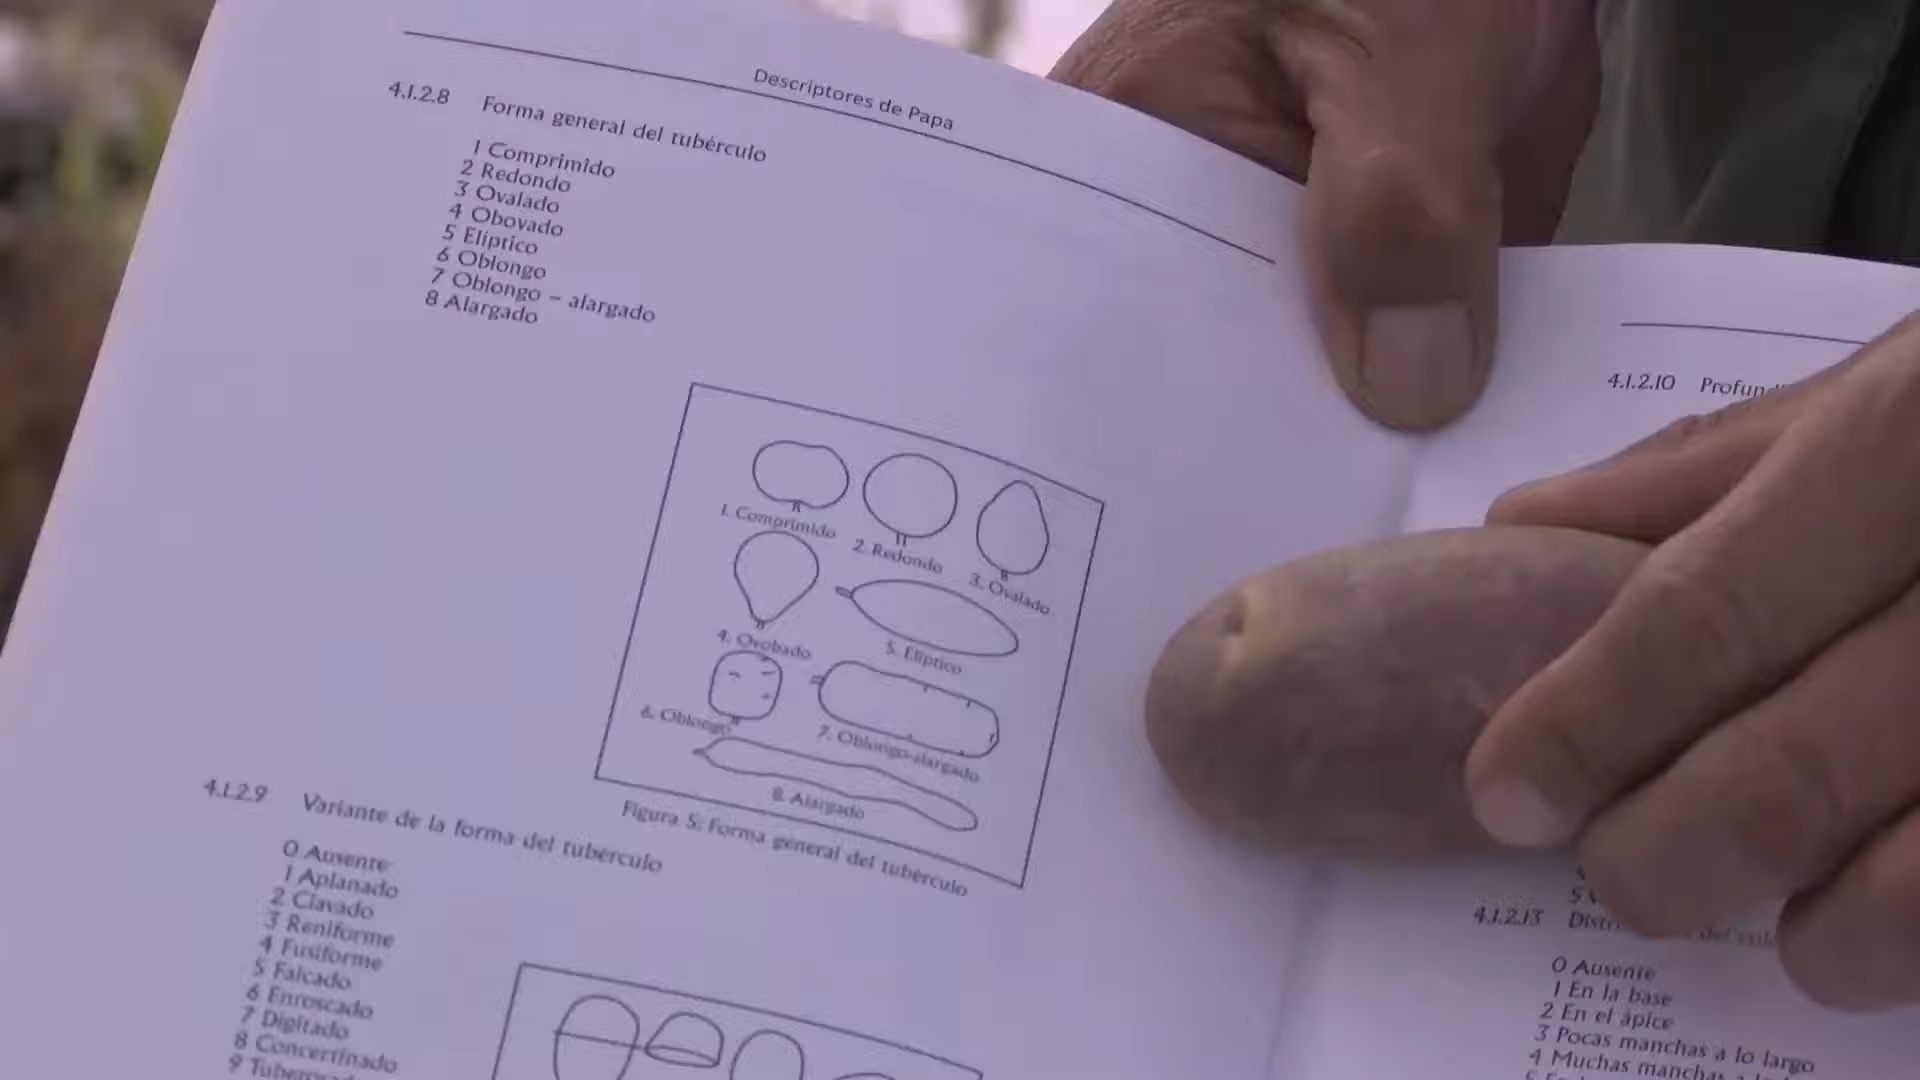 Descriptores de Papa
4.1.2.8 Forma general del tubérculo
1 Comprimido
2 Redondo
3 Ovalado
4 Obovado
5 Elíptico
6 Oblongo
7 Oblongo – alargado
8 Alargado
1. Comprimido
2. Redondo
3. Ovalado
4. Ovobado
5. Elíptico
6. Oblongo
7. Oblongo-alargado
8. Alargado
Figura 5: Forma general del tubérculo
4.1.2.9 Variante de la forma del tubérculo
0 Ausente
1 Aplanado
2 Clavado
3 Reniforme
4 Fusiforme
5 Falcado
6 Enroscado
7 Digitado
8 Concertinado
9
4.1.2.10
4.1.2.13
0 Ausente
1 En la base
2 En el ápice
3 Pocas manchas a lo largo
4 Muchas manchas a